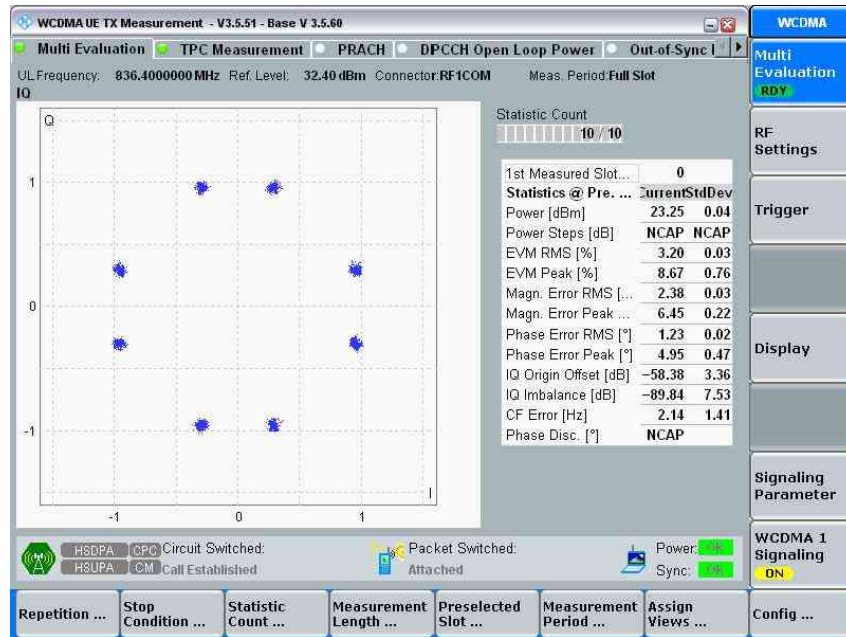 WCDMA UE TX Measurement - V3.5.51 - Base V 3.5.60
WCDMA
Multi Evaluation TPC Measurement PRACH DPCCH Open Loop Power Out-of-Sync
UL Frequency: 836.4000000 MHz Ref. Level: 32.40 dBm Connector:RF1COM Meas. Period:Full Slot
IQ
Multi Evaluation
RDY
Q
Statistic Count
10 / 10
RF Settings
1st Measured Slot... 0
Statistics @ Pre. ... Current StdDev
Power [dBm] 23.25 0.04
Power Steps [dB] NCAP NCAP
EVM RMS [%] 3.20 0.03
EVM Peak [%] 8.67 0.76
Magn. Error RMS [... 2.38 0.03
Magn. Error Peak ... 6.45 0.22
Phase Error RMS [°] 1.23 0.02
Phase Error Peak [°] 4.95 0.47
IQ Origin Offset [dB] -58.38 3.36
IQ Imbalance [dB] -89.84 7.53
CF Error [Hz] 2.14 1.41
Phase Disc. [°] NCAP
1
0
-1
I
-1 0 1
Trigger
Display
Signaling Parameter
HSDPA CPC Circuit Switched: Packet Switched: Power: OK
HSUPA CM Call Established Attached Sync: OK
WCDMA 1 Signaling
ON
Repetition ... Stop Condition ... Statistic Count ... Measurement Length ... Preselected Slot ... Measurement Period ... Assign Views ... Config ...